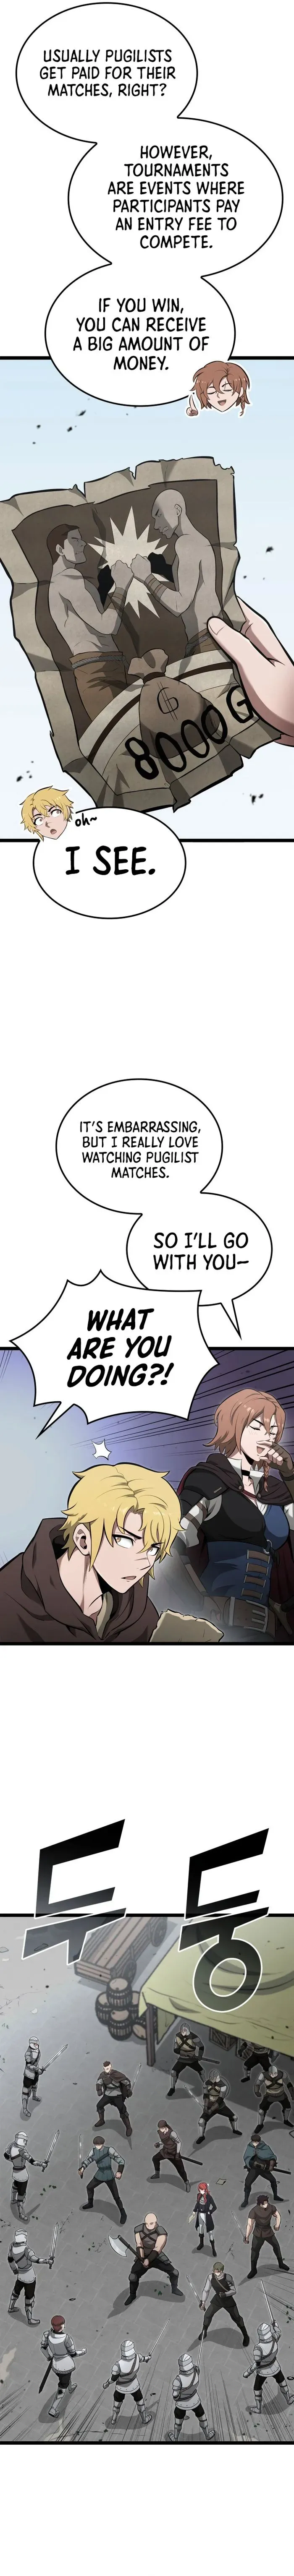 USUALLY PUGILISTS
GET PAID FOR THEIR
MATCHES, RIGHT?
HOWEVER,
TOURNAMENTS
ARE EVENTS WHERE
PARTICIPANTS PAY
AN ENTRY FEE TO
COMPETE.
IF YOU WIN,
YOU CAN RECEIVE
A BIG AMOUNT OF
MONEY.
G
8000G
oh~
I SEE.
IT'S EMBARRASSING,
BUT I REALLY LOVE
WATCHING PUGILIST
MATCHES.
SO I'LL GO
WITH YOU-
WHAT
ARE YOU
DOING?!
두둥